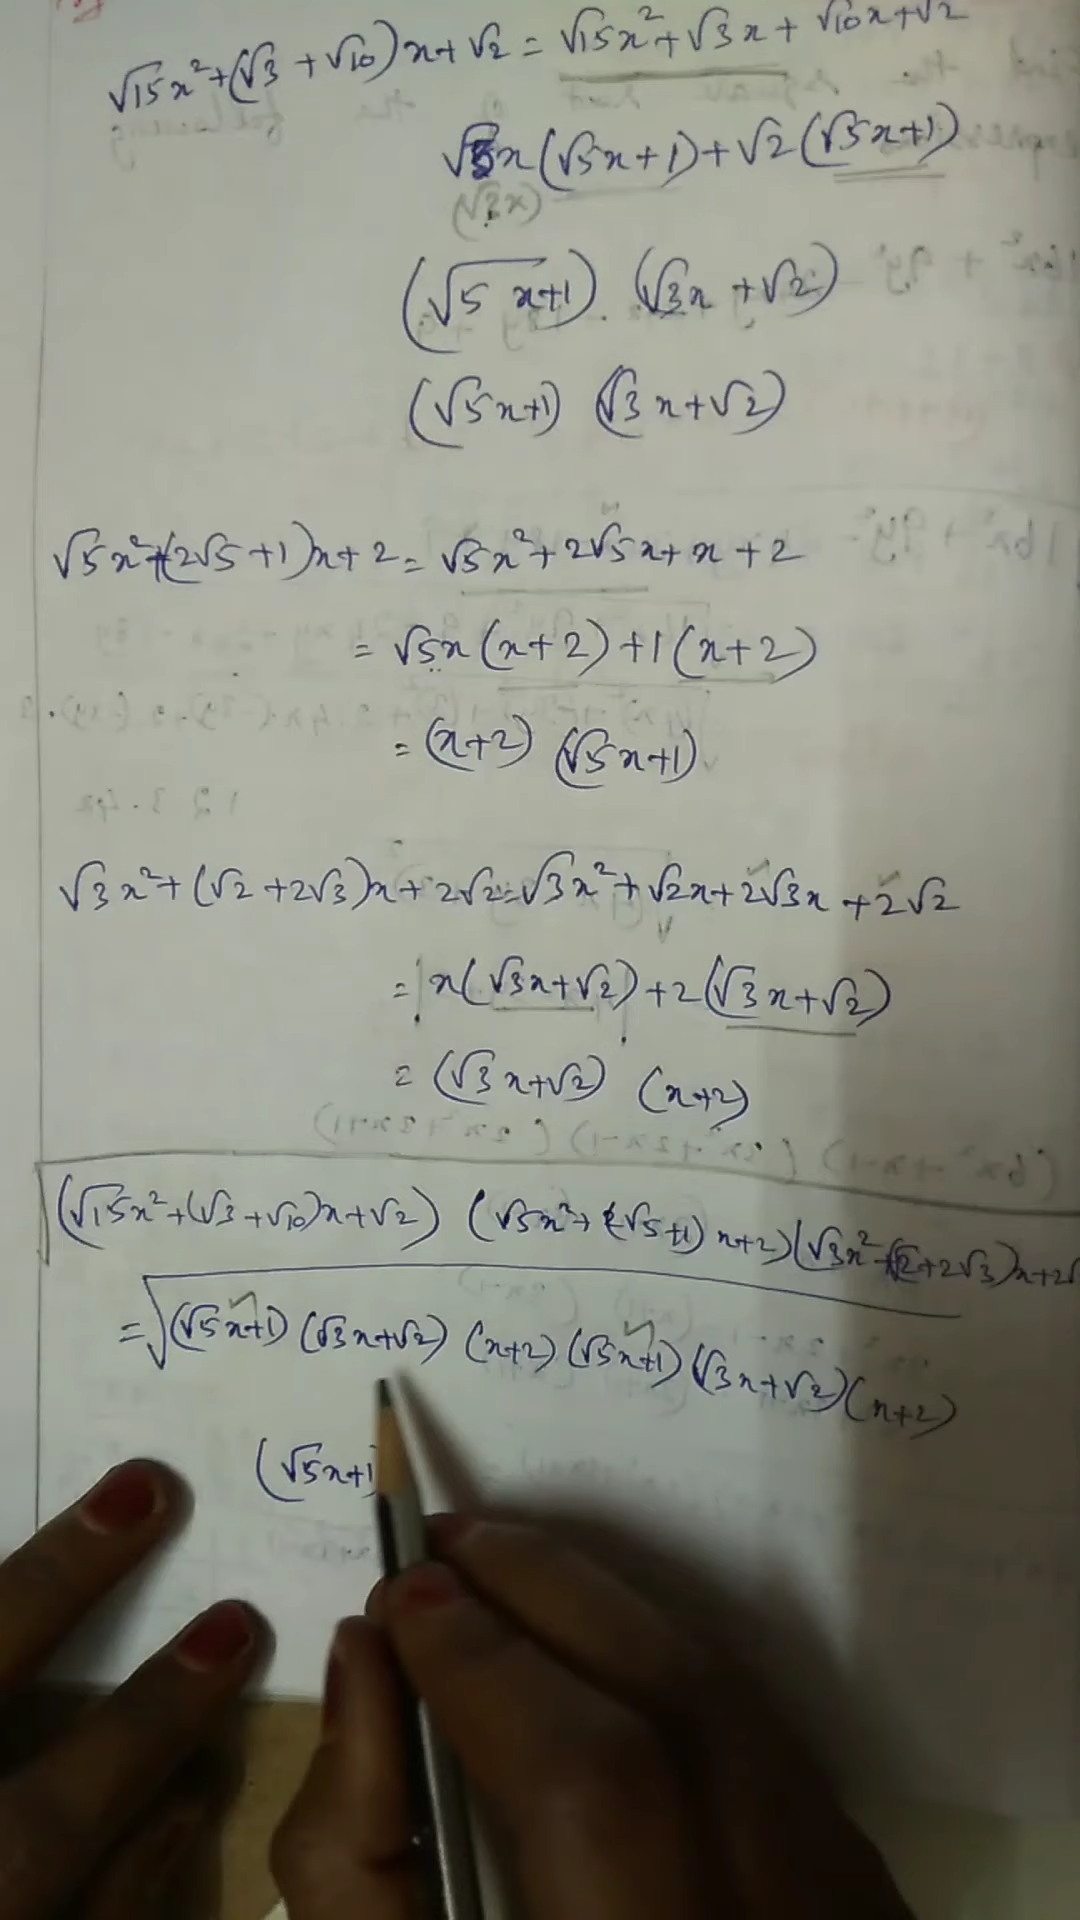 √15x²+(√3+√10)x+√2 = √15x²+√3x+√10x+√2
√3x(√5x+1)+√2(√5x+1)
(√3x)
(√5x+1) (√3x+√2)
(√5x+1) (√3x+√2)
√5x²+(2√5+1)x+2 = √5x²+2√5x+x+2
= √5x(x+2)+1(x+2)
= (x+2) (√5x+1)
√3x²+(√2+2√3)x+2√2=√3x²+√2x+2√3x+2√2
= x(√3x+√2)+2(√3x+√2)
= (√3x+√2) (x+2)
(√15x²+(√3+√10)x+√2) (√5x²+(2√5+1)x+2)(√3x²+(√2+2√3)x+2√
=√(√5x+1)(√3x+√2)(x+2)(√5x+1)(√3x+√2)(x+2)
(√5x+1)